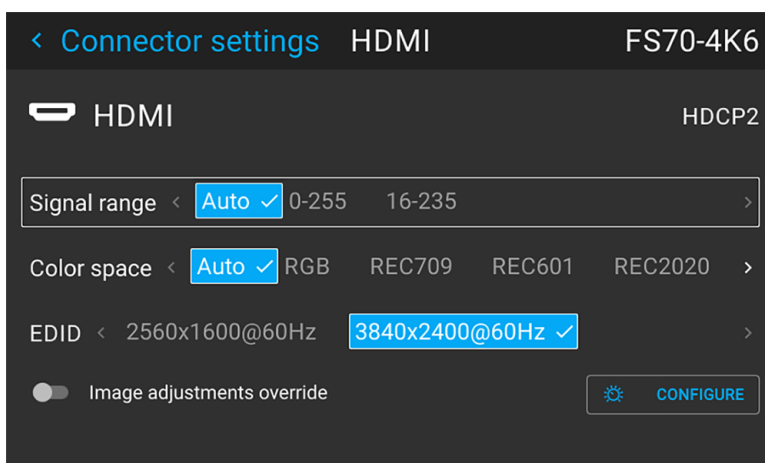 Connector settings HDMI FS70-4K6
HDMI HDCP2
Signal range Auto 0-255 16-235
Color space Auto RGB REC709 REC601 REC2020
EDID 2560x1600@60Hz 3840x2400@60Hz
Image adjustments override CONFIGURE